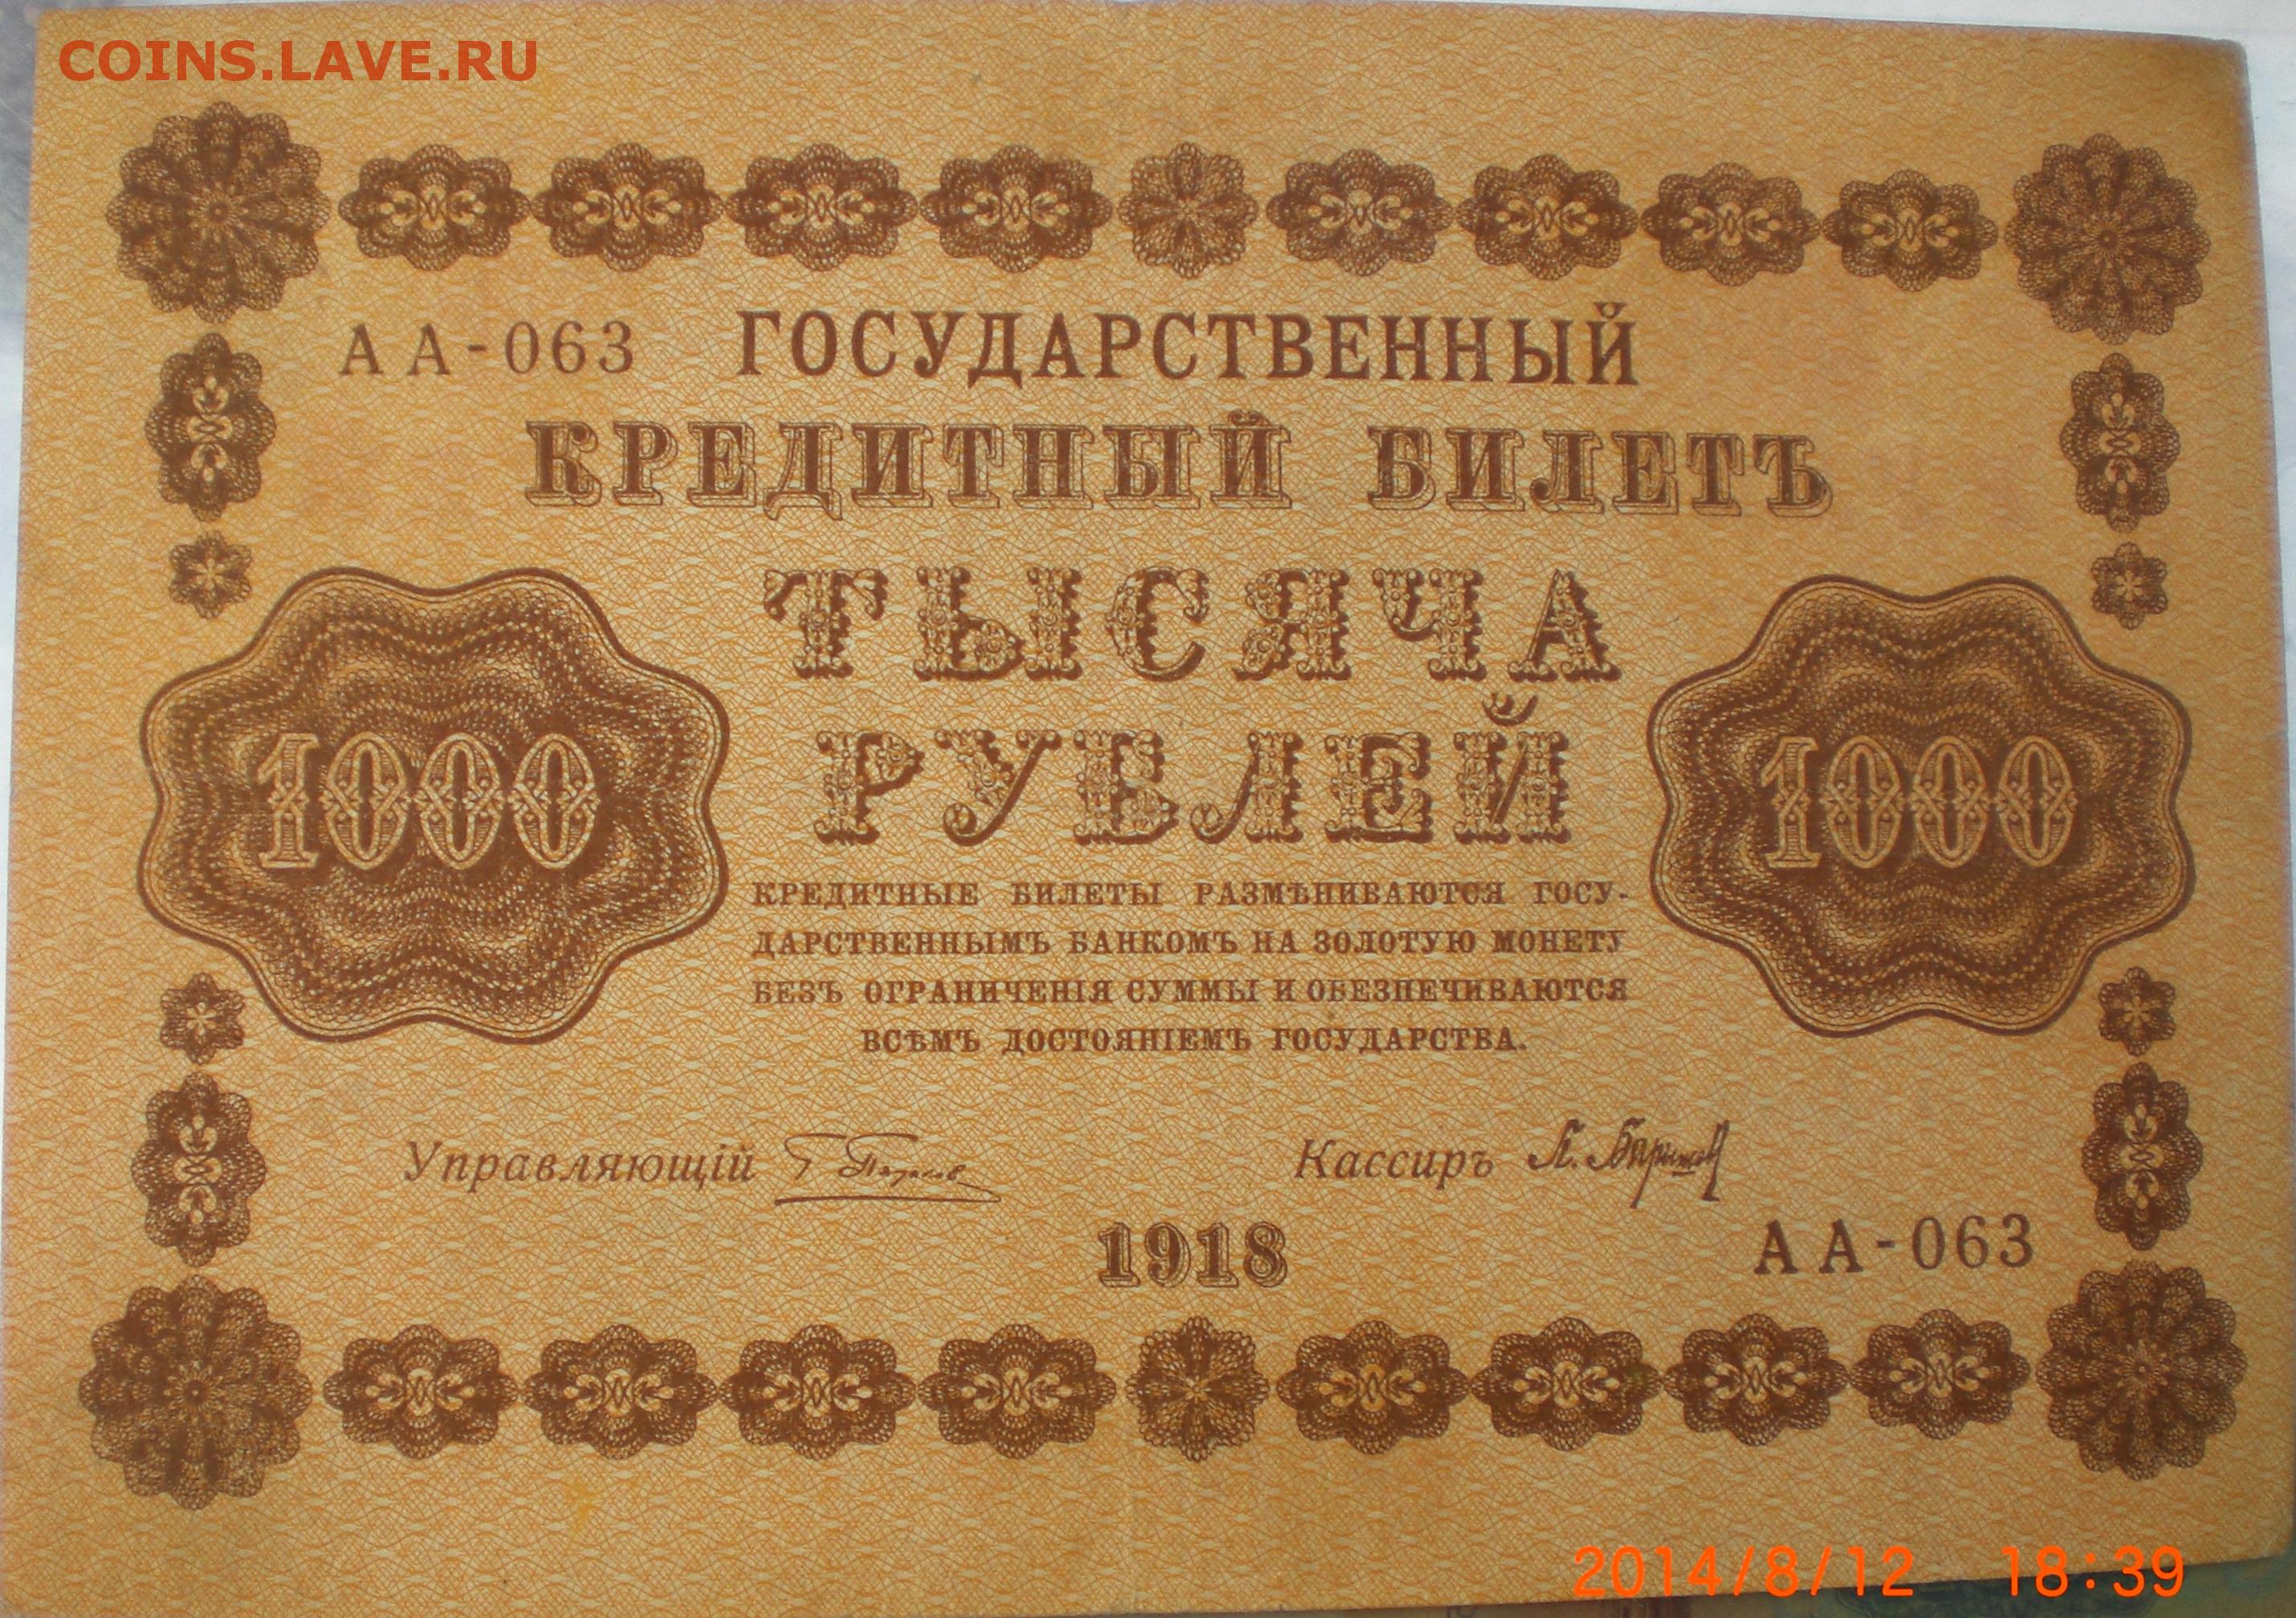 COINS.LAVE.RU
АА-063 ГОСУДАРСТВЕННЫЙ
КРЕДИТНЫЙ БИЛЕТЪ
ТЫСЯЧА
РУБЛЕЙ
1000 1000
КРЕДИТНЫЕ БИЛЕТЫ РАЗМѢНИВАЮТСЯ ГОСУ-
ДАРСТВЕННЫМЪ БАНКОМЪ НА ЗОЛОТУЮ МОНЕТУ
БЕЗЪ ОГРАНИЧЕНІЯ СУММЫ И ОБЕЗПЕЧИВАЮТСЯ
ВСѢМЪ ДОСТОЯНІЕМЪ ГОСУДАРСТВА.
Управляющій Кассиръ
1918
АА-063
2014/8/12 18:39